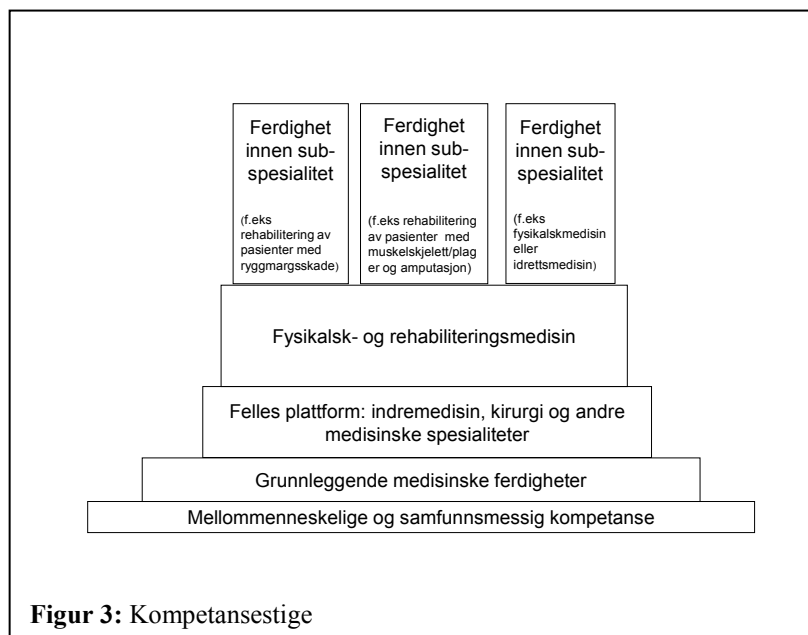 Ferdighet
innen sub-
spesialitet
(f.eks
rehabilitering av
pasienter med
ryggmargsskade)
Ferdighet
innen sub-
spesialitet
(f.eks rehabilitering
av pasienter med
muskelskjelett/plag
er og amputasjon)
Ferdighet
innen sub-
spesialitet
(f.eks
fysikalskmedisin
eller
idrettsmedisin)
Fysikalsk- og rehabiliteringsmedisin
Felles plattform: indremedisin, kirurgi og andre
medisinske spesialiteter
Grunnleggende medisinske ferdigheter
Mellommenneskelige og samfunnsmessig kompetanse
Figur 3: Kompetansestige